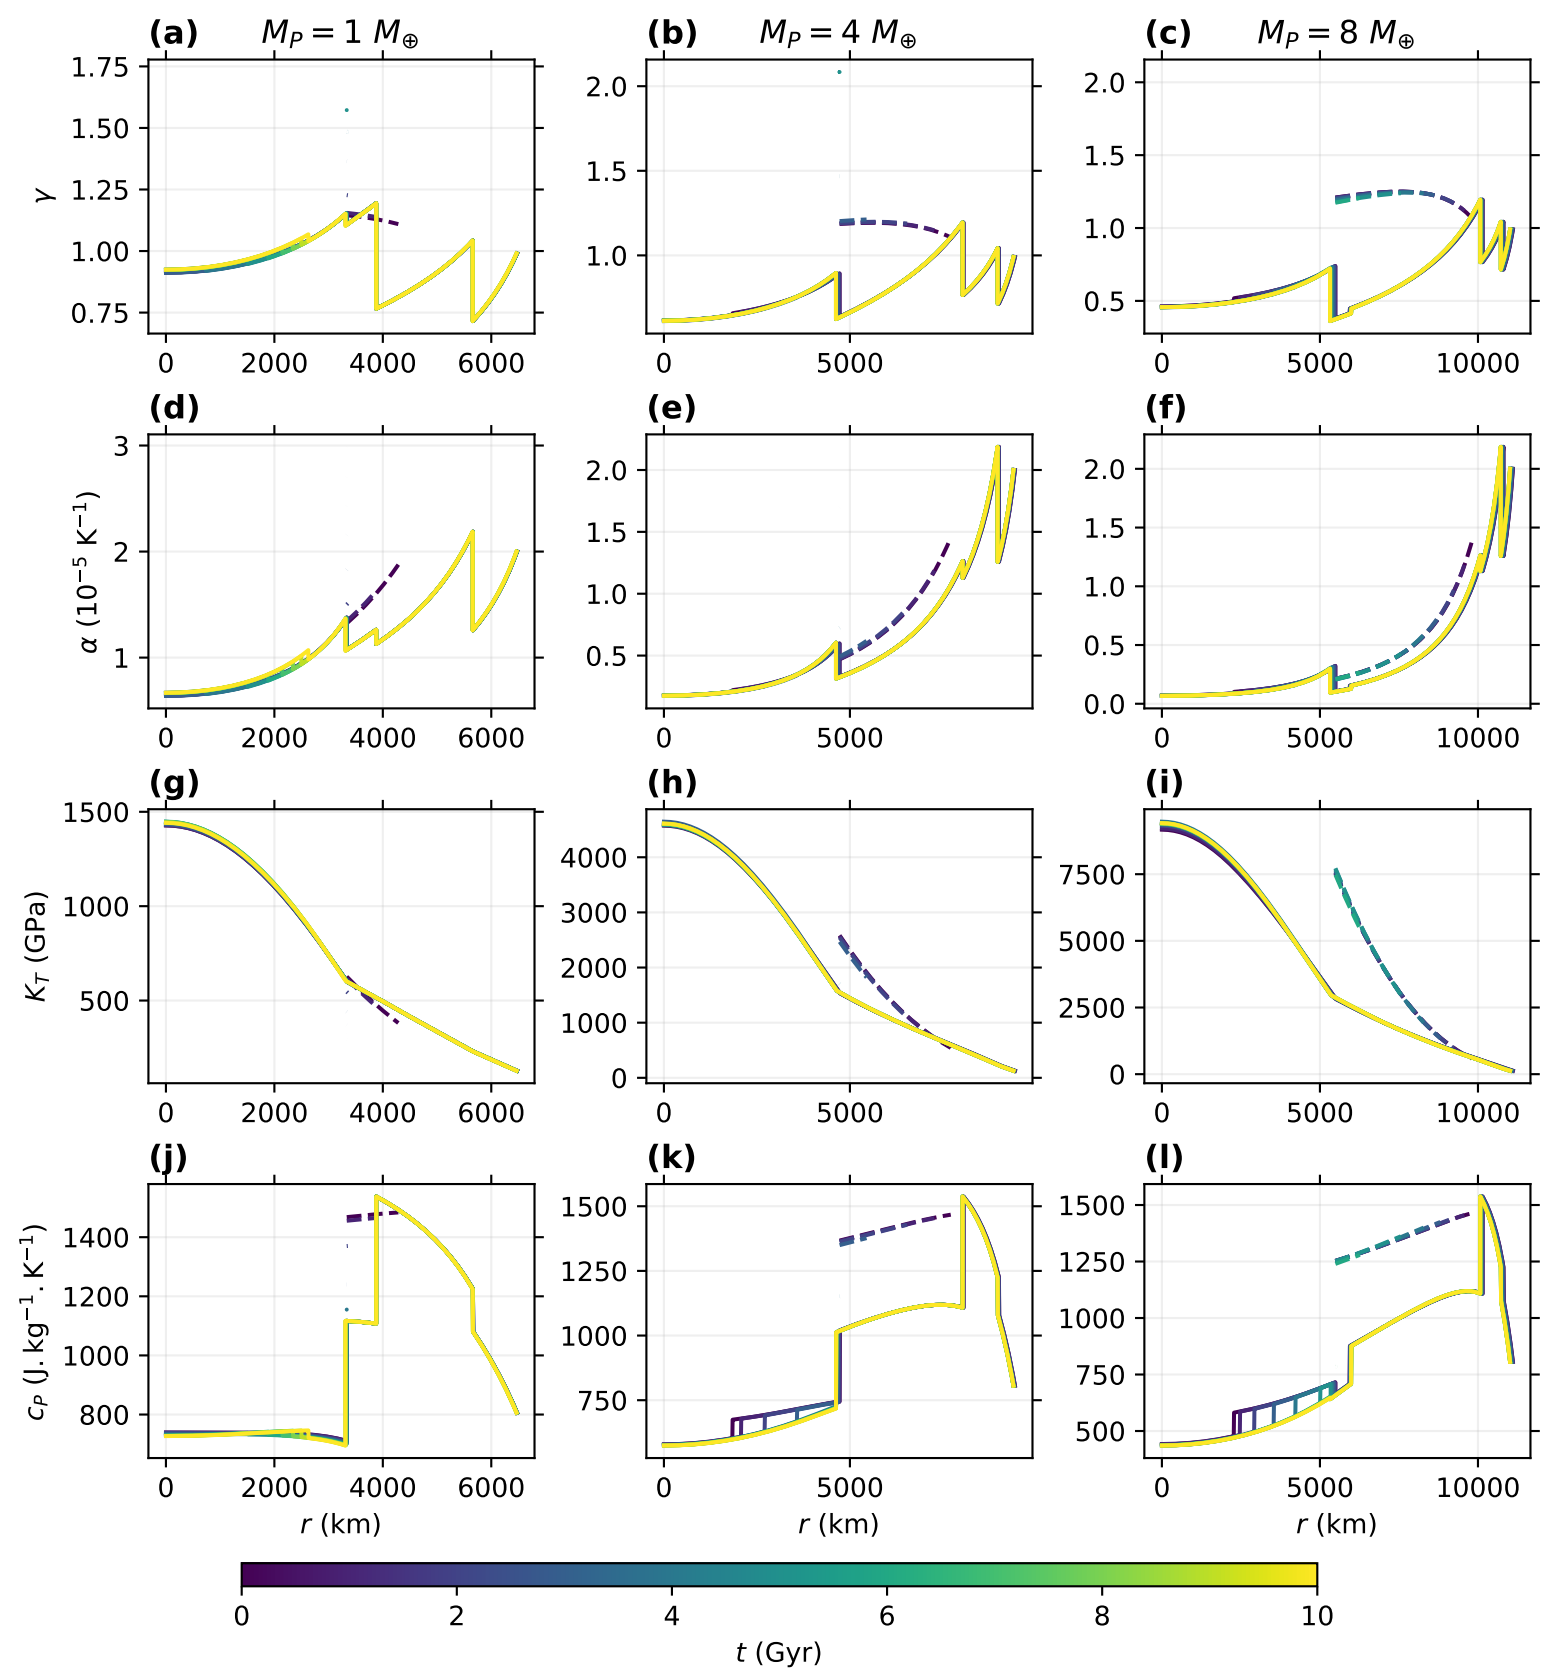 (a) M_P = 1 M_⊕ (b) M_P = 4 M_⊕ (c) M_P = 8 M_⊕
1.75
1.50
1.25
1.00
0.75
γ
0 2000 4000 6000
2.0
1.5
1.0
0 5000
2.0
1.5
1.0
0.5
0 5000 10000
(d) (e) (f)
3
2
1
α (10⁻⁵ K⁻¹)
0 2000 4000 6000
2.0
1.5
1.0
0.5
0 5000
2.0
1.5
1.0
0.5
0.0
0 5000 10000
(g) (h) (i)
1500
1000
500
K_T (GPa)
0 2000 4000 6000
4000
3000
2000
1000
0
0 5000
7500
5000
2500
0
0 5000 10000
(j) (k) (l)
1400
1200
1000
800
c_P (J.kg⁻¹.K⁻¹)
0 2000 4000 6000
r (km)
1500
1250
1000
750
0 5000
r (km)
1500
1250
1000
750
500
0 5000 10000
r (km)
0 2 4 6 8 10
t (Gyr)